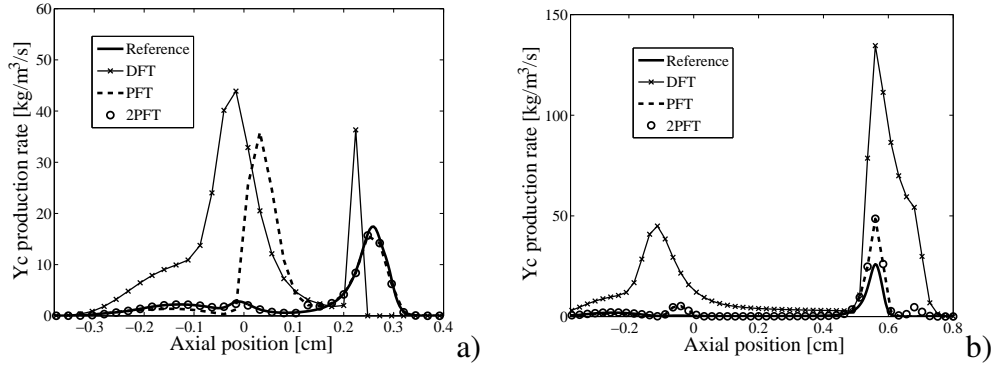 60
50
40
30
20
10
0
Yc production rate [kg/m³/s]
Reference
DFT
PFT
2PFT
−0.3 −0.2 −0.1 0 0.1 0.2 0.3 0.4
Axial position [cm]
a)
150
100
50
0
Yc production rate [kg/m³/s]
Reference
DFT
PFT
2PFT
−0.2 0 0.2 0.4 0.6 0.8
Axial position [cm]
b)